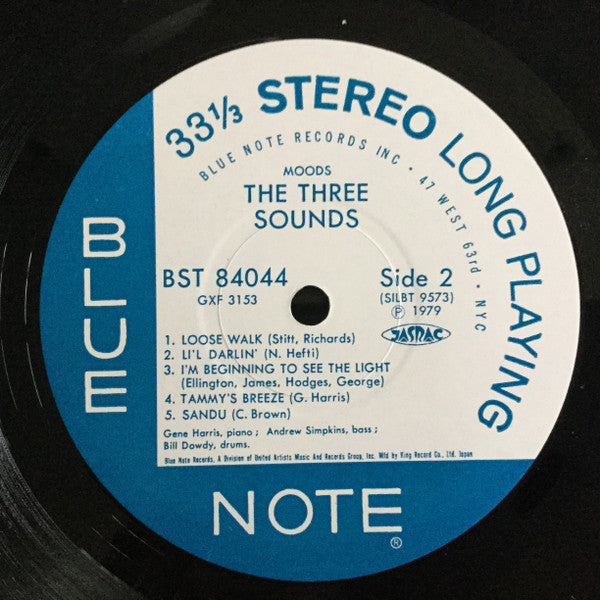 33⅓ STEREO LONG PLAYING
BLUE NOTE RECORDS INC • 47 WEST 63rd • NYC
MOODS
THE THREE
SOUNDS
BST 84044
GXF 3153
Side 2
(SILBT 9573)
℗ 1979
JASRAC
1. LOOSE WALK (Stitt, Richards)
2. LI'L DARLIN' (N. Hefti)
3. I'M BEGINNING TO SEE THE LIGHT
(Ellington, James, Hodges, George)
4. TAMMY'S BREEZE (G. Harris)
5. SANDU (C. Brown)
Gene Harris, piano ; Andrew Simpkins, bass ;
Bill Dowdy, drums.
Blue Note Records, A Division of United Artists Music And Records Group, Inc. Mfd by King Record Co., Ltd. Japan
BLUE
NOTE
®